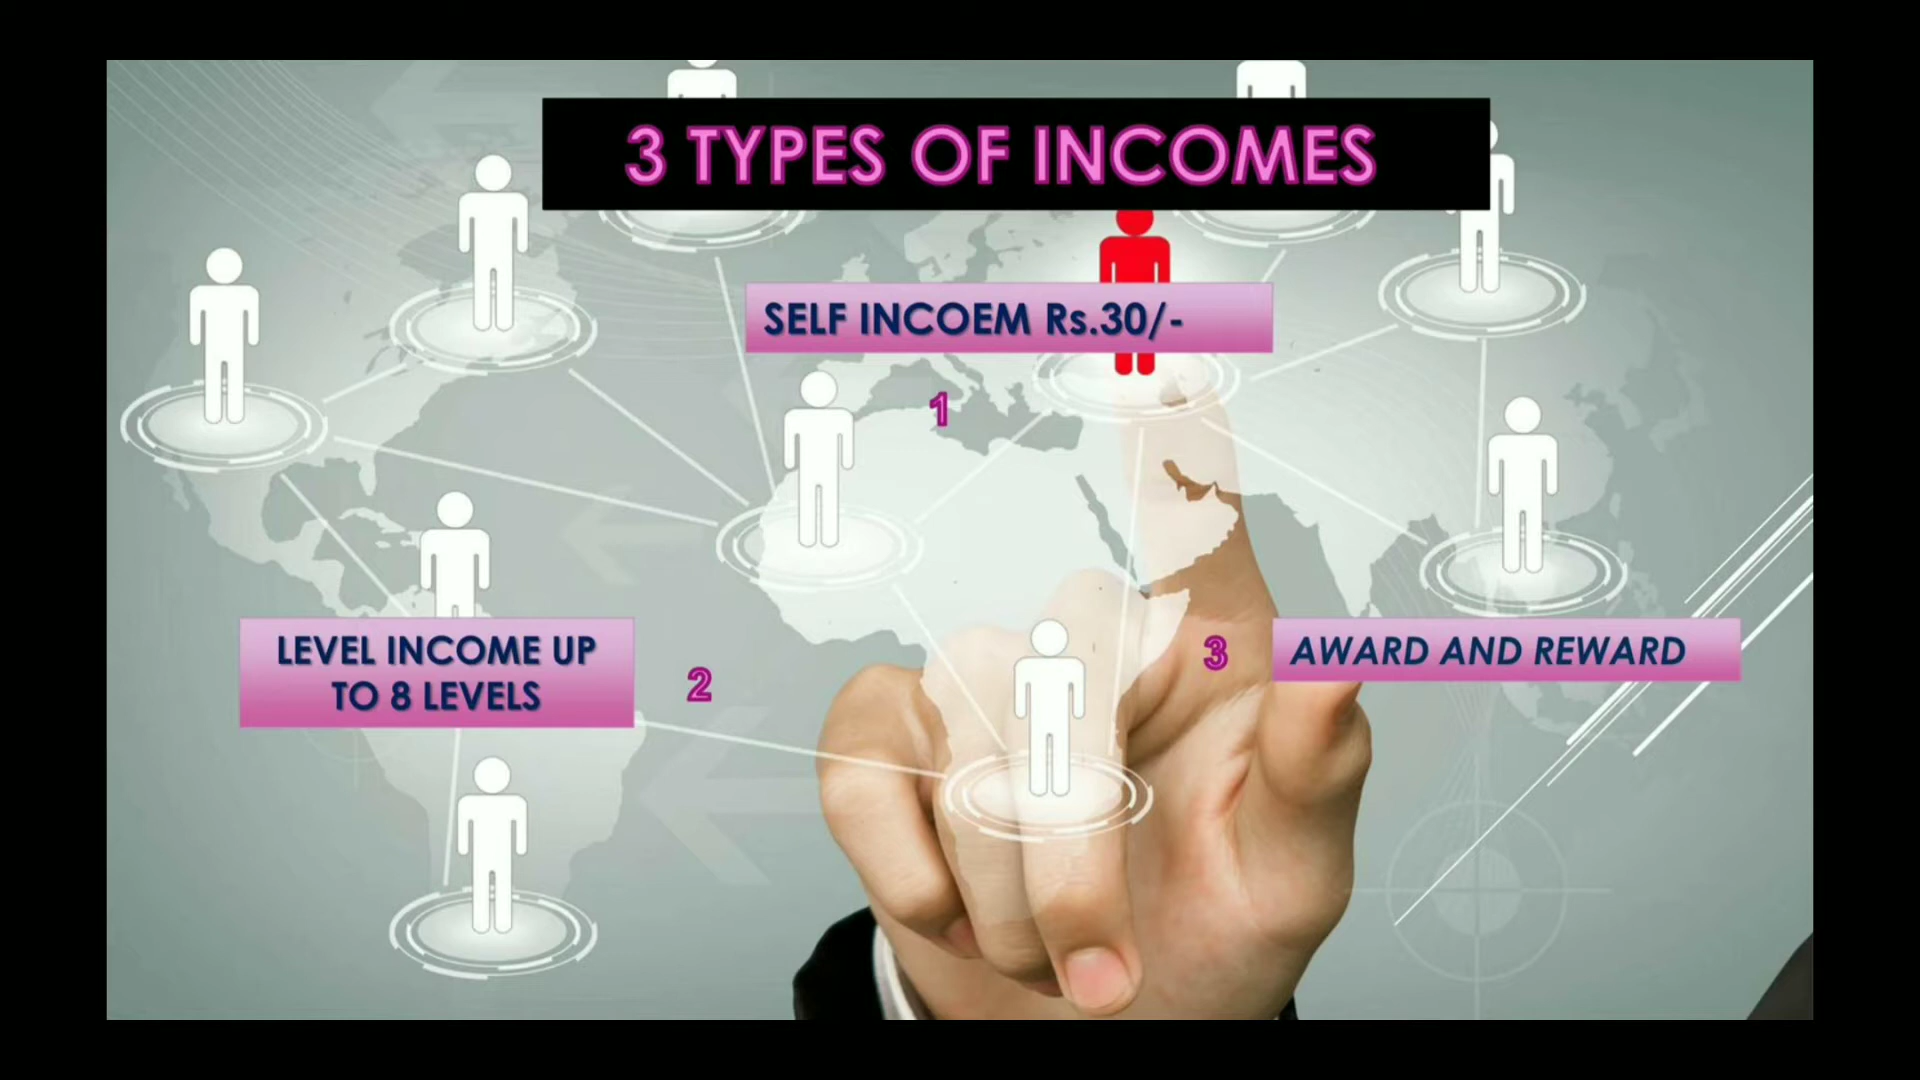 3 TYPES OF INCOMES
SELF INCOEM Rs.30/-
1
LEVEL INCOME UP
TO 8 LEVELS
2
3
AWARD AND REWARD